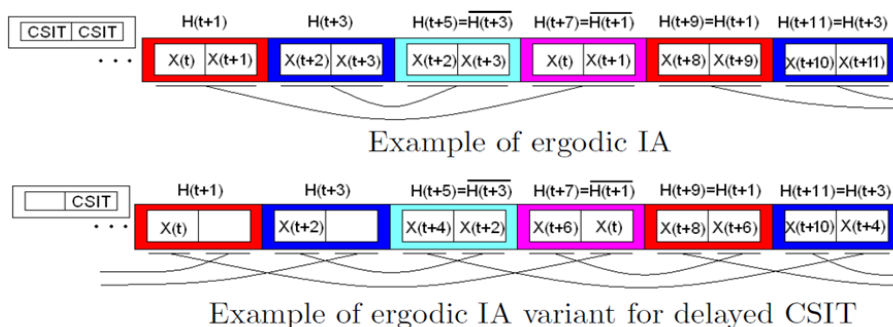 H(t+1) H(t+3) H(t+5)=H̅(̅t̅+̅3̅)̅ H(t+7)=H̅(̅t̅+̅1̅)̅ H(t+9)=H(t+1) H(t+11)=H(t+3)
CSIT CSIT
... X(t) X(t+1) X(t+2) X(t+3) X(t+2) X(t+3) X(t) X(t+1) X(t+8) X(t+9) X(t+10) X(t+11)
Example of ergodic IA
H(t+1) H(t+3) H(t+5)=H̅(̅t̅+̅3̅)̅ H(t+7)=H̅(̅t̅+̅1̅)̅ H(t+9)=H(t+1) H(t+11)=H(t+3)
CSIT
... X(t) X(t+2) X(t+4) X(t+2) X(t+6) X(t) X(t+8) X(t+6) X(t+10) X(t+4)
Example of ergodic IA variant for delayed CSIT